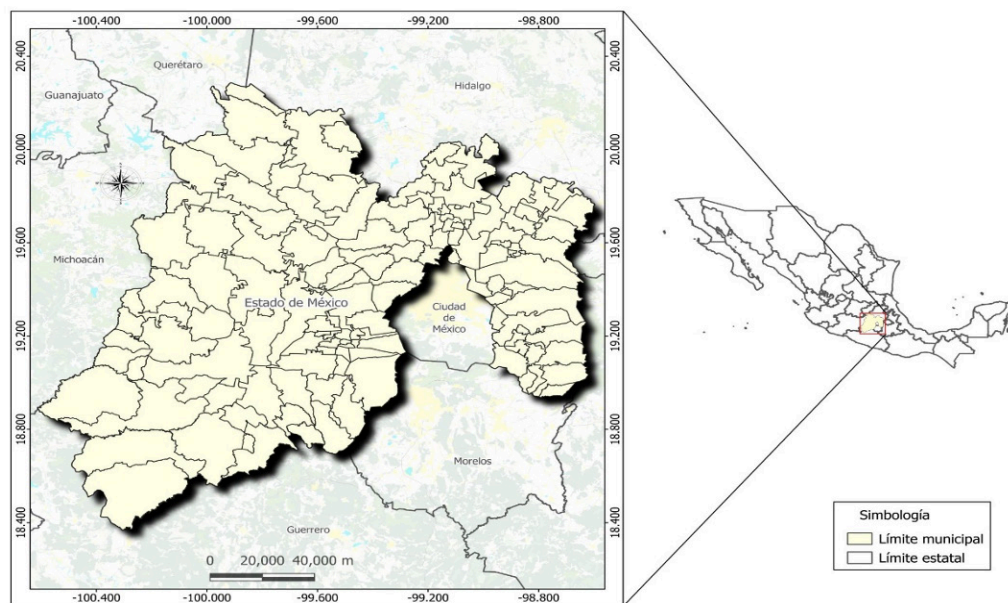 -100.400 -100.000 -99.600 -99.200 -98.800
20.400
20.000
19.600
19.200
18.800
18.400
Querétaro
Guanajuato
Hidalgo
Michoacán
Estado de México
Ciudad
de
México
Morelos
Guerrero
0 20,000 40,000 m
20.400
20.000
19.600
19.200
18.800
18.400
-100.400 -100.000 -99.600 -99.200 -98.800
Simbología
Límite municipal
Límite estatal